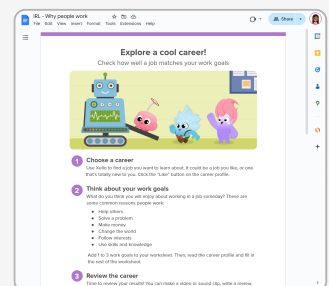 IRL - Why people work
File Edit View Insert Format Tools Extensions Help
Share
Explore a cool career!
Check how well a job matches your work goals
1 Choose a career
Use Xello to find a job you want to learn about. It could be a job you like, or one
that's totally new to you. Click the "Like" button on the career profile.
2 Think about your work goals
What do you think you will enjoy about working in a job someday? These are
some common reasons people work:
● Help others
● Solve a problem
● Make money
● Change the world
● Follow interests
● Use skills and knowledge
Add 1 to 3 work goals to your worksheet. Then, read the career profile and fill in
the rest of the worksheet.
3 Review the career
Time to review your results! You can make a video or sound clip, write a review,